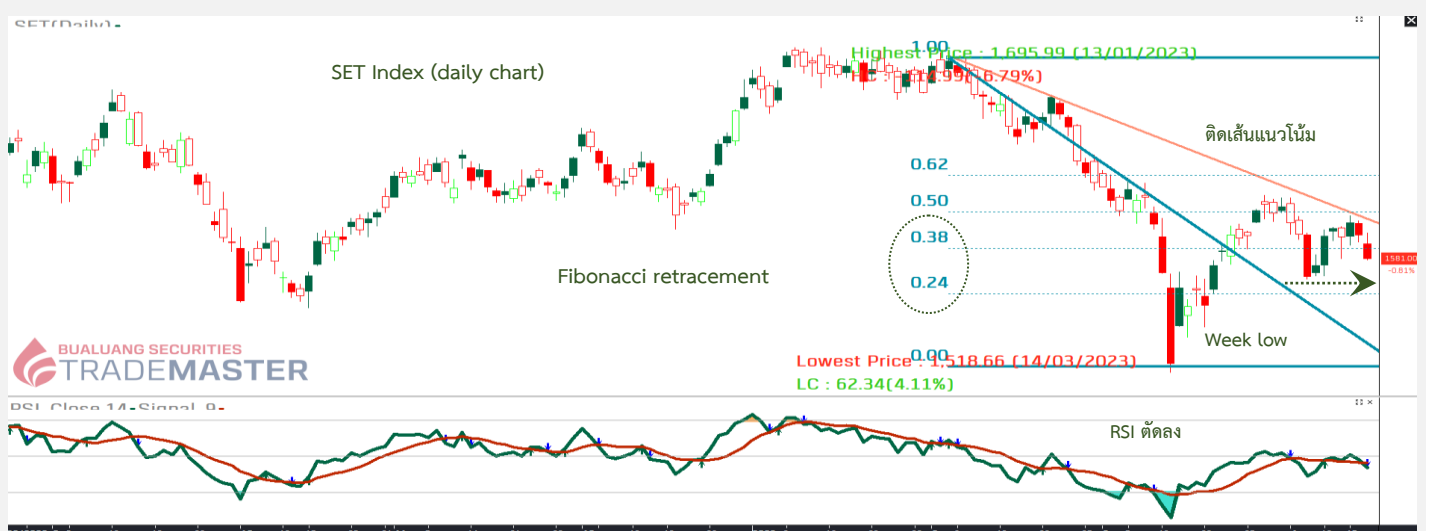 SET(Daily)
1.00
Highest Price : 1,695.99 (13/01/2023)
SET Index (daily chart)
ติดเส้นแนวโน้ม
0.62
0.50
0.38
1581.00
-0.61%
Fibonacci retracement
0.24
BUALUANG SECURITIES
TRADEMASTER
Week low
0.00
Lowest Price : 1,518.66 (14/03/2023)
LC : 62.34(4.11%)
RSI Close 14 Signal 9
RSI ตัดลง